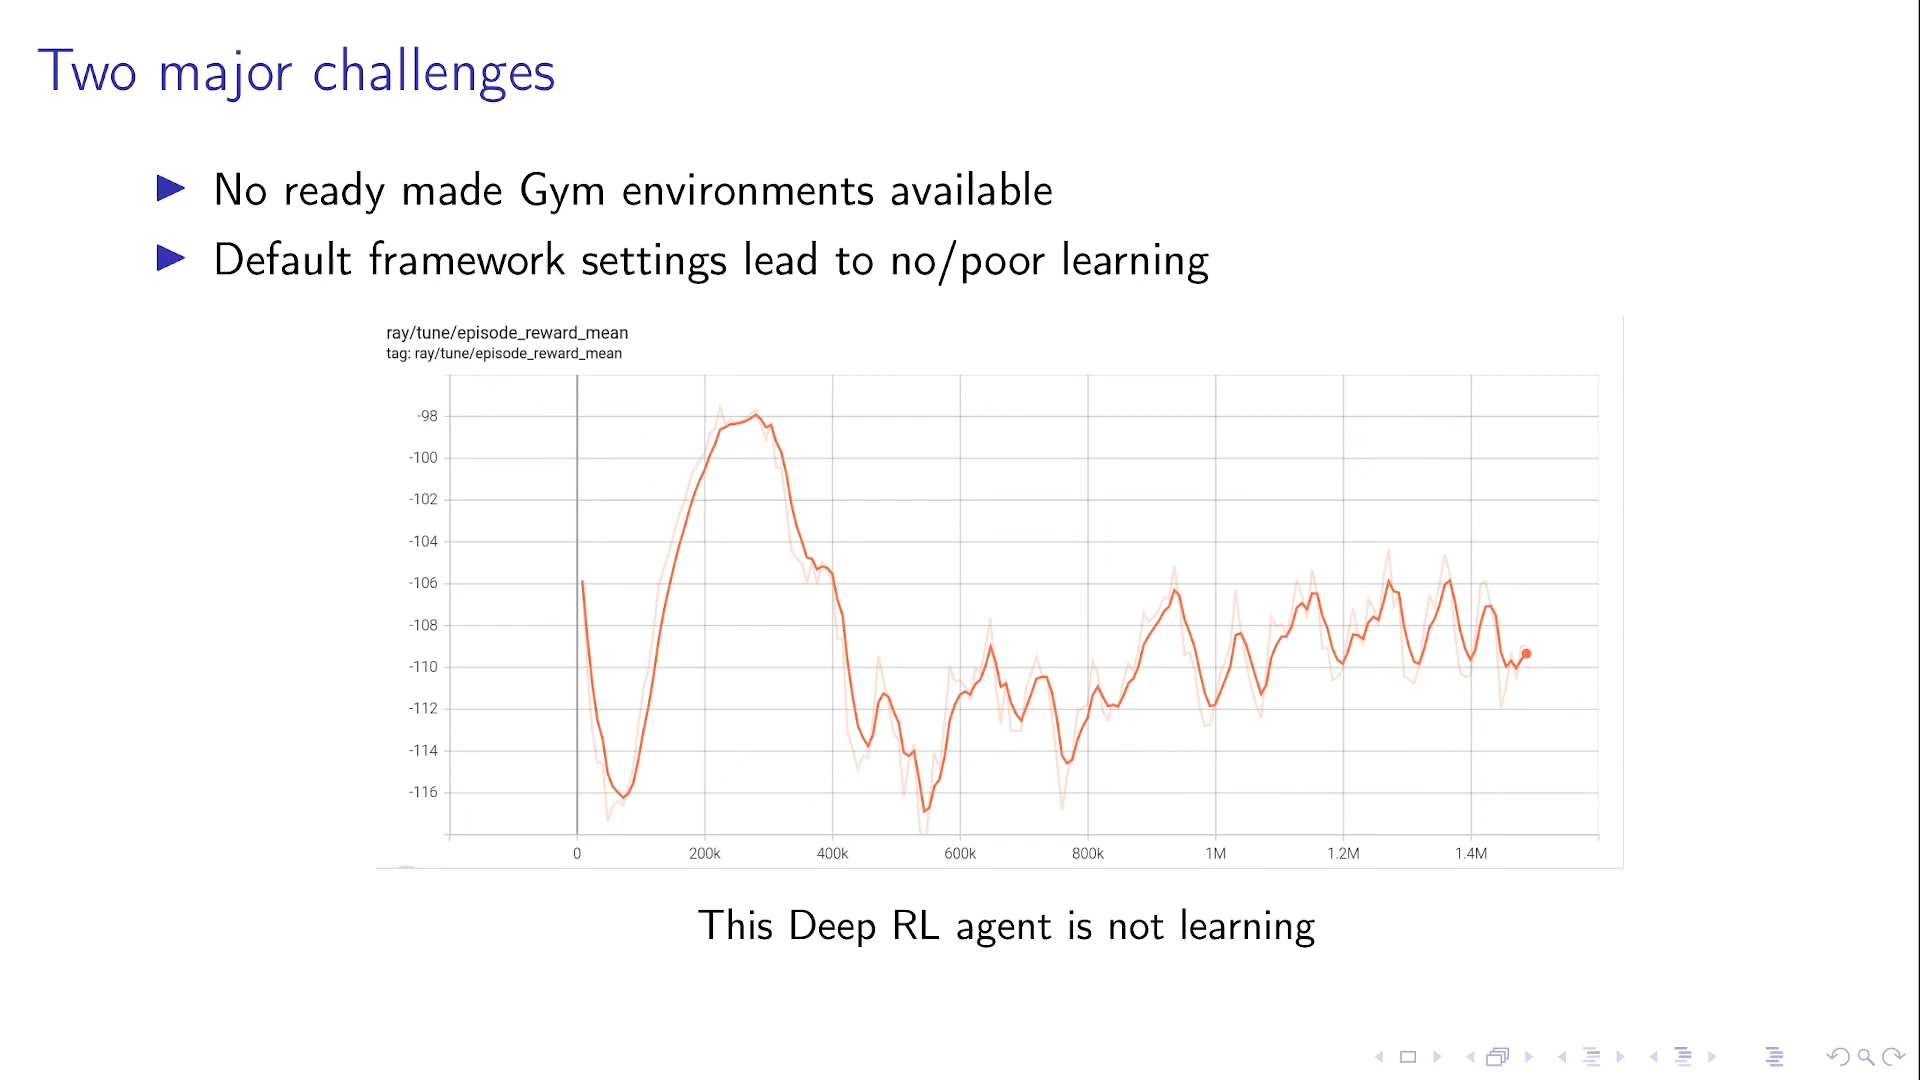 Two major challenges
No ready made Gym environments available
Default framework settings lead to no/poor learning
ray/tune/episode_reward_mean
tag: ray/tune/episode_reward_mean
-98
-100
-102
-104
-106
-108
-110
-112
-114
-116
0 200k 400k 600k 800k 1M 1.2M 1.4M
This Deep RL agent is not learning